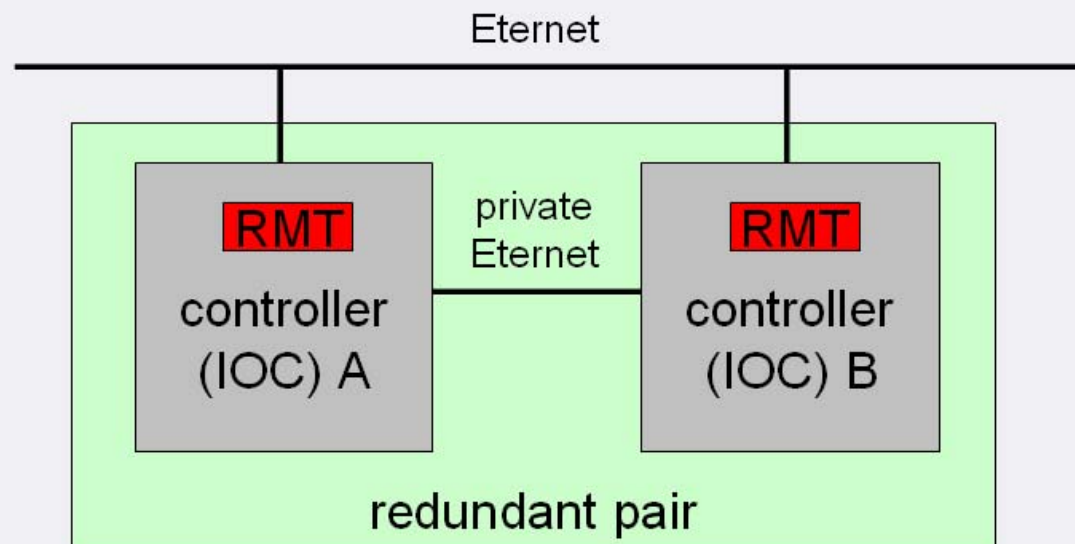 Eternet
RMT
controller
(IOC) A
private
Eternet
RMT
controller
(IOC) B
redundant pair